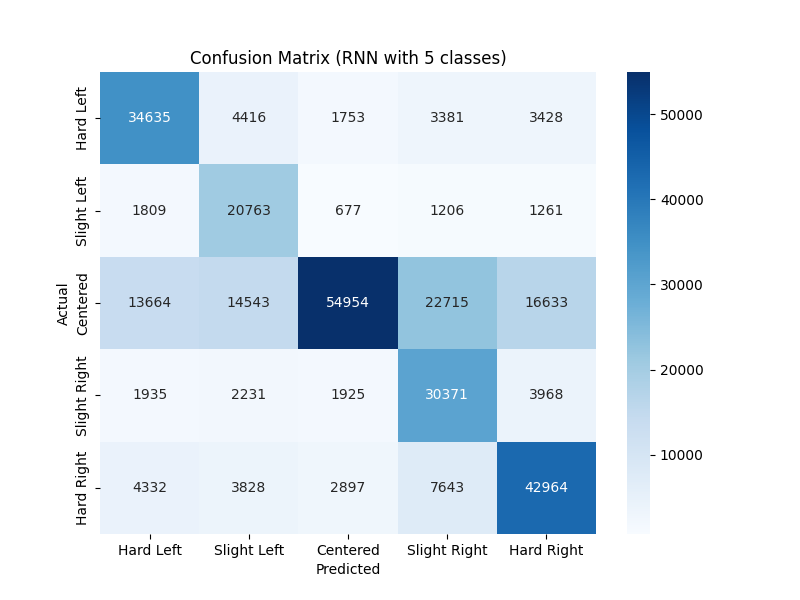 Confusion Matrix (RNN with 5 classes)
Actual
Hard Left 34635 4416 1753 3381 3428
Slight Left 1809 20763 677 1206 1261
Centered 13664 14543 54954 22715 16633
Slight Right 1935 2231 1925 30371 3968
Hard Right 4332 3828 2897 7643 42964
Hard Left Slight Left Centered Slight Right Hard Right
Predicted
50000
40000
30000
20000
10000